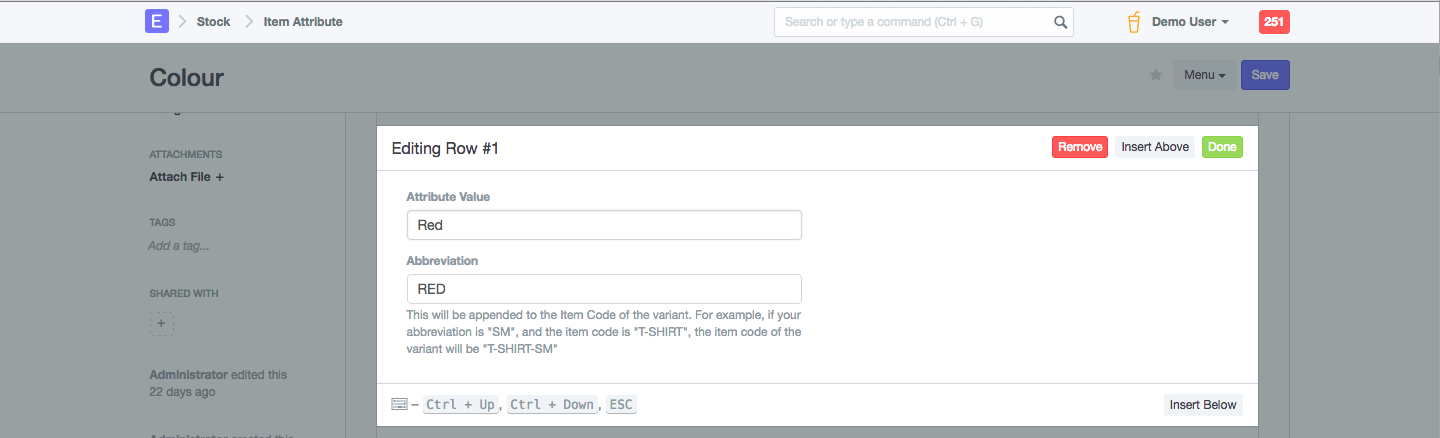 E Stock Item Attribute Search or type a command (Ctrl + G) Demo User 251
Colour Menu Save
Editing Row #1 Remove Insert Above Done
ATTACHMENTS
Attach File +
TAGS
Add a tag...
SHARED WITH
+
Administrator edited this
22 days ago
Attribute Value
Red
Abbreviation
RED
This will be appended to the Item Code of the variant. For example, if your
abbreviation is "SM", and the item code is "T-SHIRT", the item code of the
variant will be "T-SHIRT-SM"
– Ctrl + Up, Ctrl + Down, ESC Insert Below